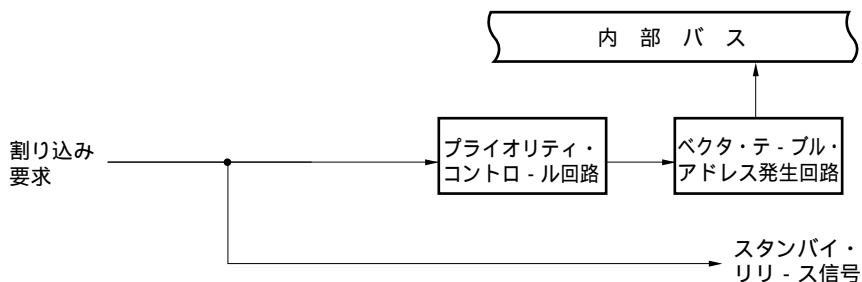 内 部 バ ス
割り込み
要求
プライオリティ・
コントロ - ル回路
ベクタ・テ - ブル・
アドレス発生回路
スタンバイ・
リリ - ス信号